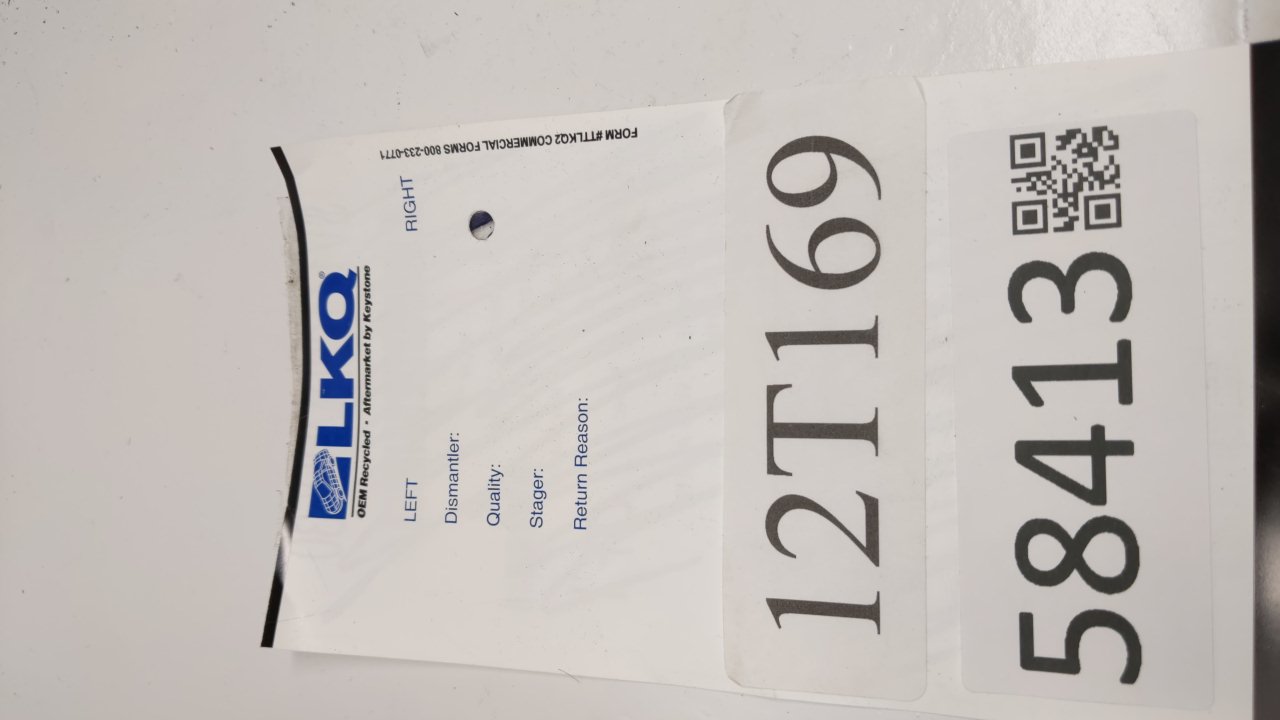 LKQ®
OEM Recycled • Aftermarket by Keystone
LEFT RIGHT
Dismantler:
Quality:
Stager:
Return Reason:
FORM #TTLKQ2 COMMERCIAL FORMS 800-233-0771
12T169
58413